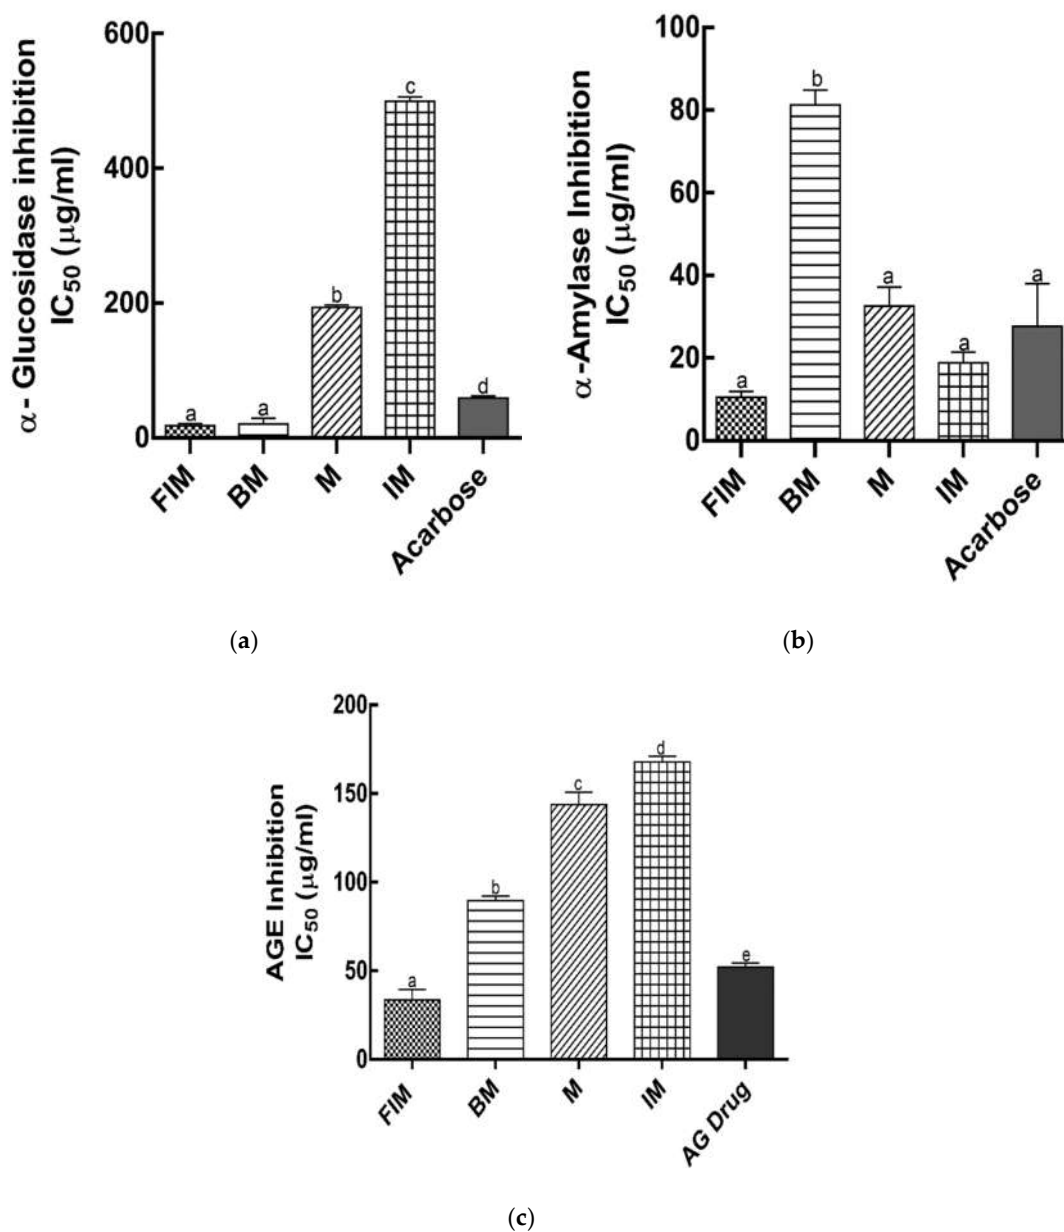 α - Glucosidase inhibition
IC50 (μg/ml)
600
400
200
0
a
a
b
c
d
FIM
BM
M
IM
Acarbose
(a)
α -Amylase Inhibition
IC50 (μg/ml)
100
80
60
40
20
0
a
b
a
a
a
FIM
BM
M
IM
Acarbose
(b)
AGE Inhibition
IC50 (μg/ml)
200
150
100
50
0
a
b
c
d
e
FIM
BM
M
IM
AG Drug
(c)